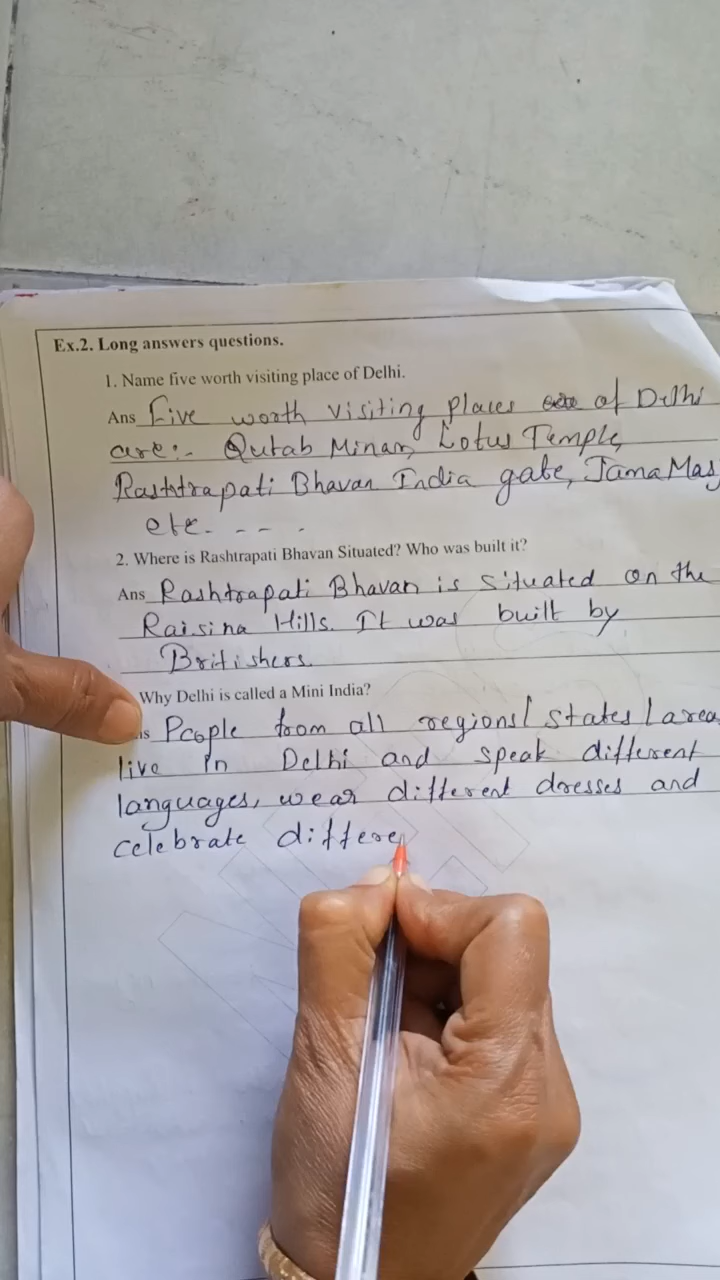 Ex.2. Long answers questions.
1. Name five worth visiting place of Delhi.
Ans Five worth visiting places of Delhi
are:- Qutab Minar, Lotus Temple,
Rashtrapati Bhavan India gate, Jama Mas
etc. - - -
2. Where is Rashtrapati Bhavan Situated? Who was built it?
Ans Rashtrapati Bhavan is situated on the
Raisina Hills. It was built by
Britishers.
Why Delhi is called a Mini India?
s People from all regions/states/area
live in Delhi and speak different
languages, wear different dresses and
celebrate differe